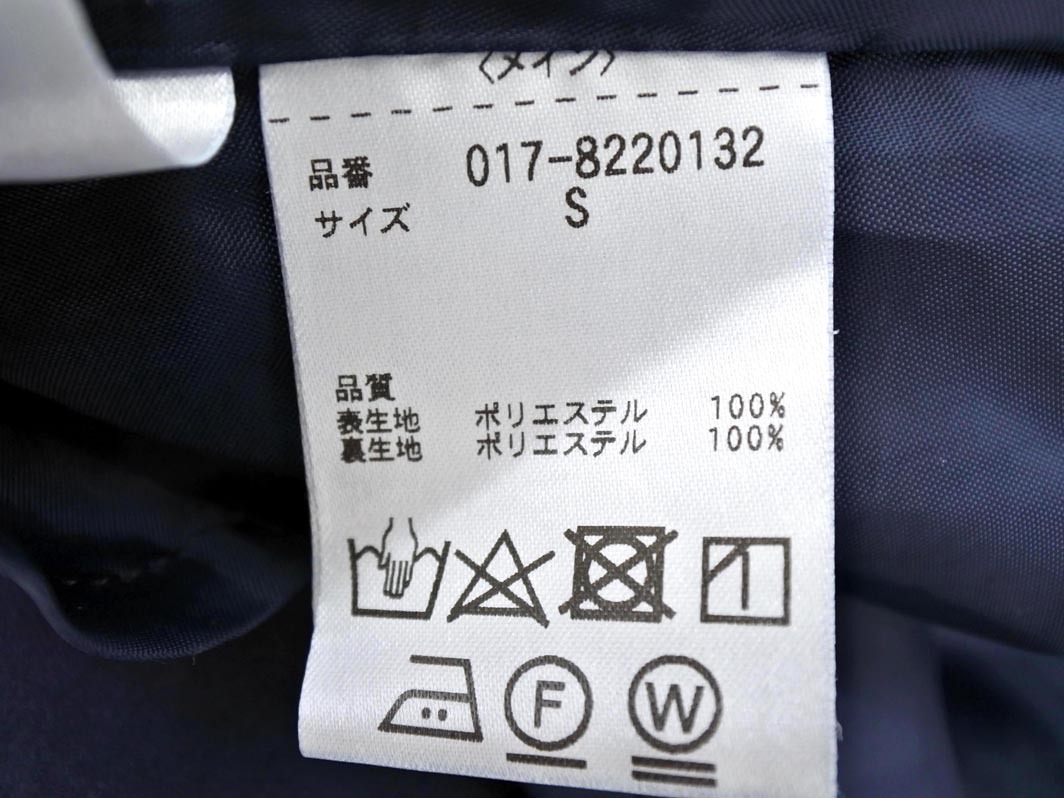 〈メイン〉
品番 017-8220132
サイズ S
品質
表生地 ポリエステル 100%
裏生地 ポリエステル 100%
F W